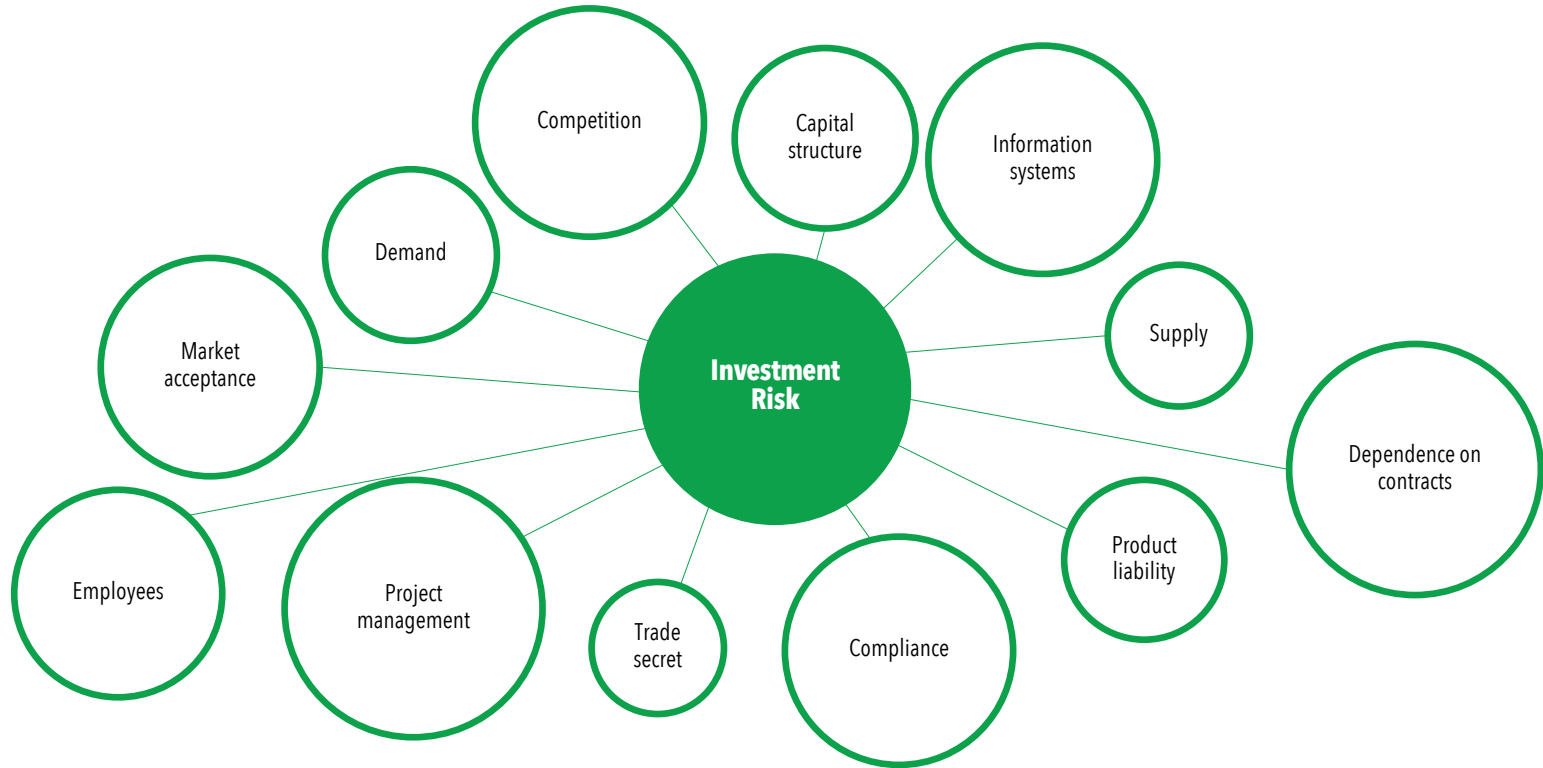 Competition
Capital
structure
Information
systems
Demand
Supply
Market
acceptance
Investment
Risk
Dependence on
contracts
Product
liability
Employees
Project
management
Trade
secret
Compliance